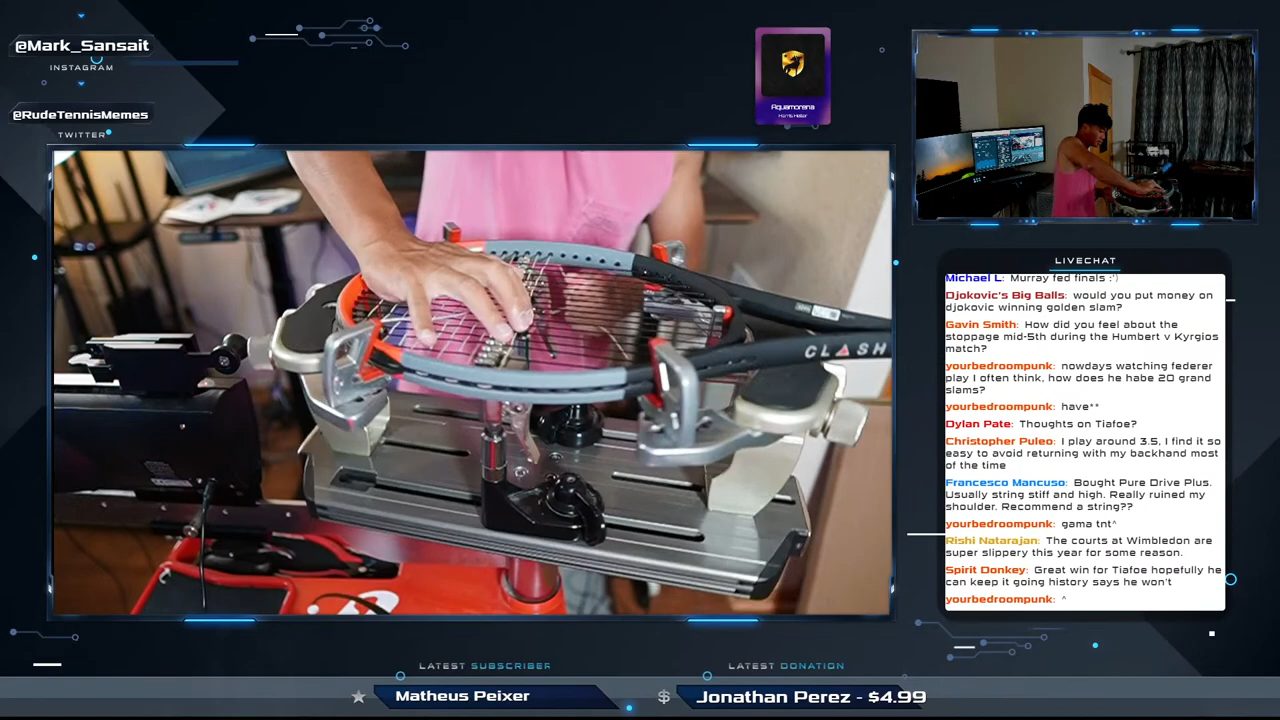 @Mark_Sansait
INSTAGRAM
@RudeTennisMemes
TWITTER
Aquamorena
Harris Heller
CLASH
LIVECHAT
Michael L: Murray fed finals :')
Djokovic's Big Balls: would you put money on
djokovic winning golden slam?
Gavin Smith: How did you feel about the
stoppage mid-5th during the Humbert v Kyrgios
match?
yourbedroompunk: nowdays watching federer
play I often think, how does he habe 20 grand
slams?
yourbedroompunk: have**
Dylan Pate: Thoughts on Tiafoe?
Christopher Puleo: I play around 3.5, I find it so
easy to avoid returning with my backhand most
of the time
Francesco Mancuso: Bought Pure Drive Plus.
Usually string stiff and high. Really ruined my
shoulder. Recommend a string??
yourbedroompunk: gama tnt^
Rishi Natarajan: The courts at Wimbledon are
super slippery this year for some reason.
Spirit Donkey: Great win for Tiafoe hopefully he
can keep it going history says he won't
yourbedroompunk: ^
LATEST SUBSCRIBER
Matheus Peixer
LATEST DONATION
$ Jonathan Perez - $4.99